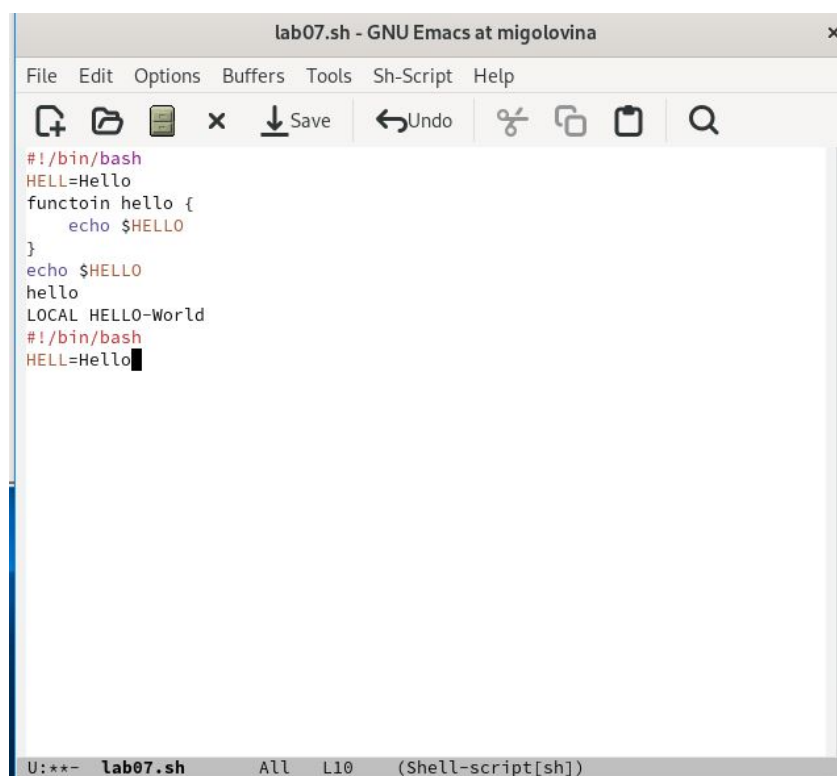 lab07.sh - GNU Emacs at migolovina ×
File Edit Options Buffers Tools Sh-Script Help
Save Undo
#!/bin/bash
HELL=Hello
functoin hello {
    echo $HELLO
}
echo $HELLO
hello
LOCAL HELLO-World
#!/bin/bash
HELL=Hello
U:**- lab07.sh All L10 (Shell-script[sh])